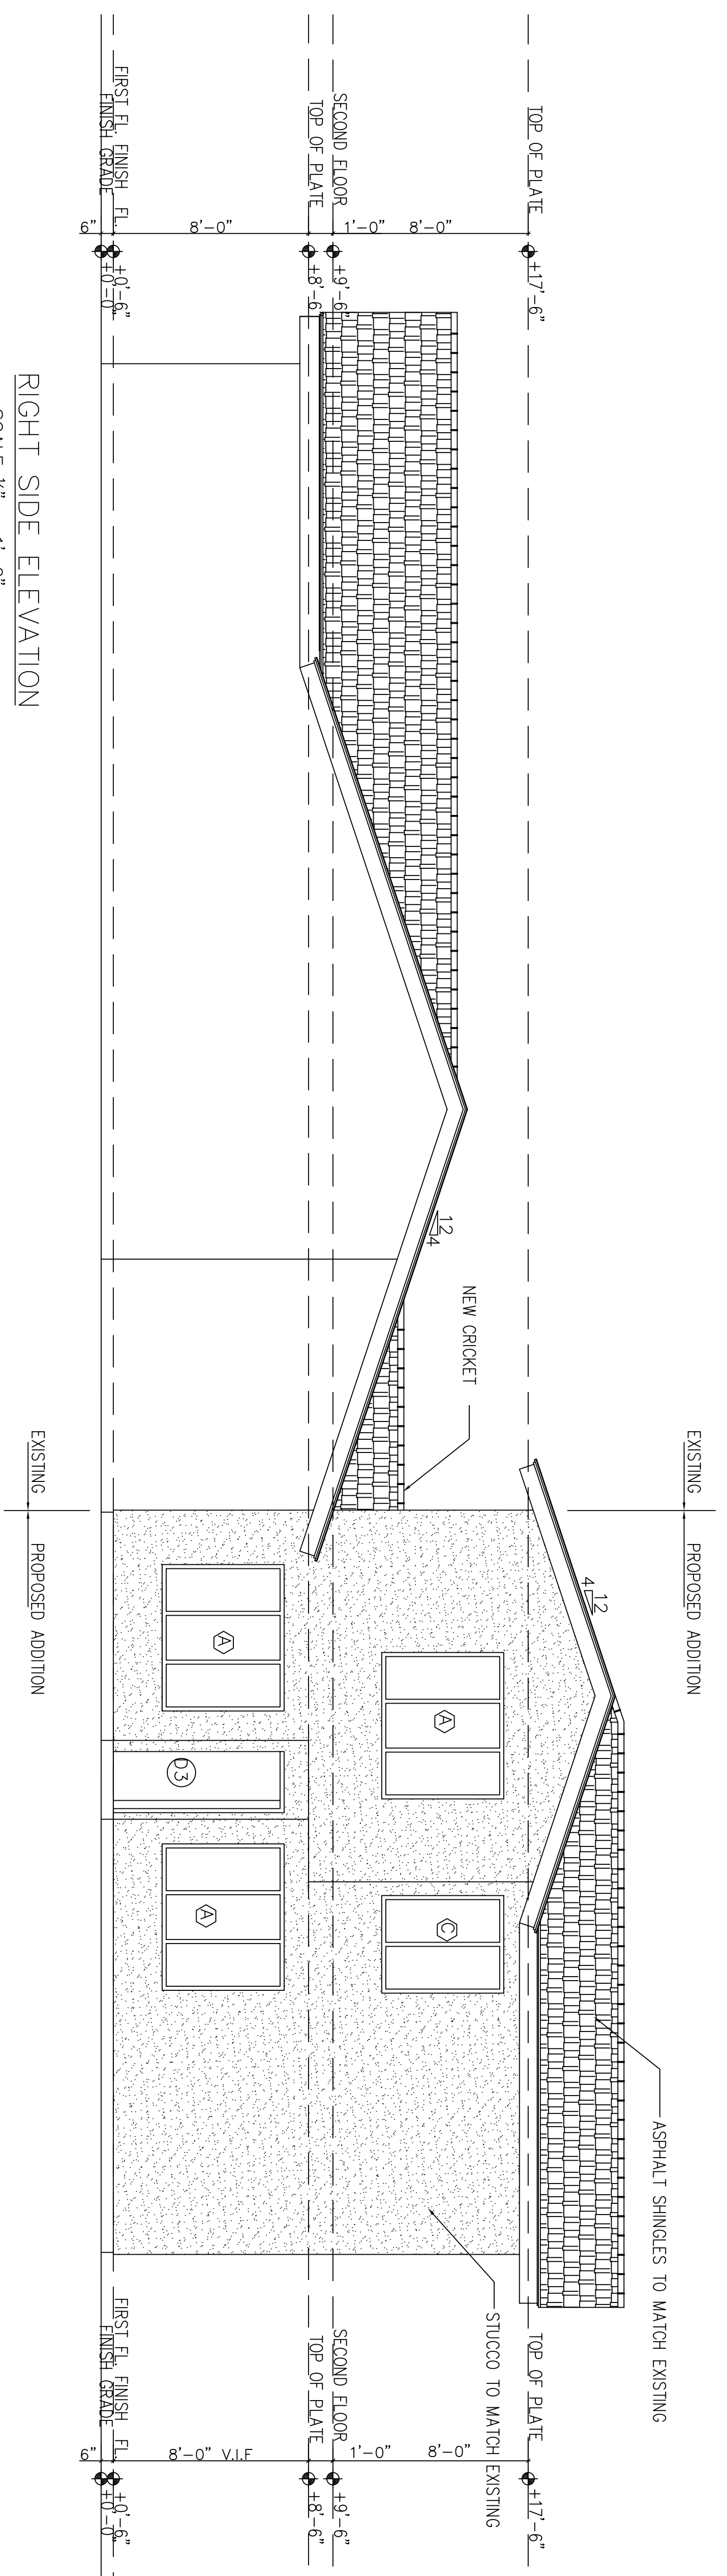 EXISTING
PROPOSED ADDITION
ASPHALT SHINGLES TO MATCH EXISTING
12
4
TOP OF PLATE
+17'-6"
8'-0"
SECOND FLOOR
+9'-6"
1'-0"
TOP OF PLATE
+8'-6"
8'-0"
FIRST FL. FINISH FL.
+0'-6"
FINISH GRADE
+0'-0"
6"
12
4
NEW CRICKET
A
C
A
D3
A
TOP OF PLATE
+17'-6"
STUCCO TO MATCH EXISTING
8'-0"
SECOND FLOOR
+9'-6"
1'-0"
TOP OF PLATE
+8'-6"
8'-0" V.I.F
FIRST FL. FINISH FL.
+0'-6"
FINISH GRADE
+0'-0"
6"
EXISTING
PROPOSED ADDITION
RIGHT SIDE ELEVATION